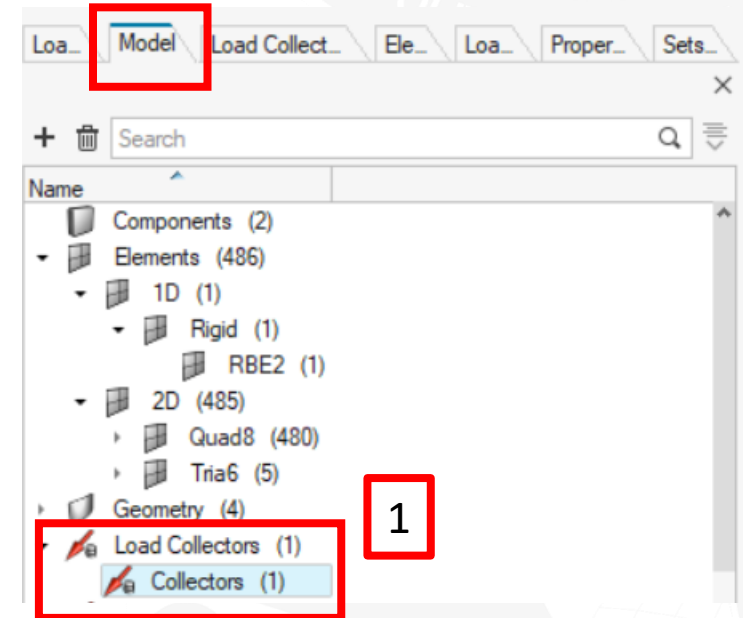 Loa... Model Load Collect... Ele... Loa... Proper... Sets...
Search
Name
Components (2)
Elements (486)
1D (1)
Rigid (1)
RBE2 (1)
2D (485)
Quad8 (480)
Tria6 (5)
Geometry (4)
1
Load Collectors (1)
Collectors (1)